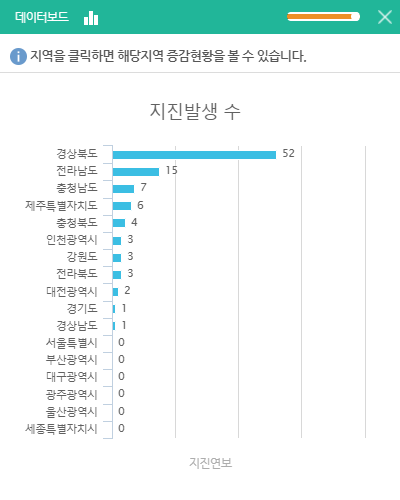 데이터보드
지역을 클릭하면 해당지역 증감현황을 볼 수 있습니다.
지진발생 수
경상북도 52
전라남도 15
충청남도 7
제주특별자치도 6
충청북도 4
인천광역시 3
강원도 3
전라북도 3
대전광역시 2
경기도 1
경상남도 1
서울특별시 0
부산광역시 0
대구광역시 0
광주광역시 0
울산광역시 0
세종특별자치시 0
지진연보